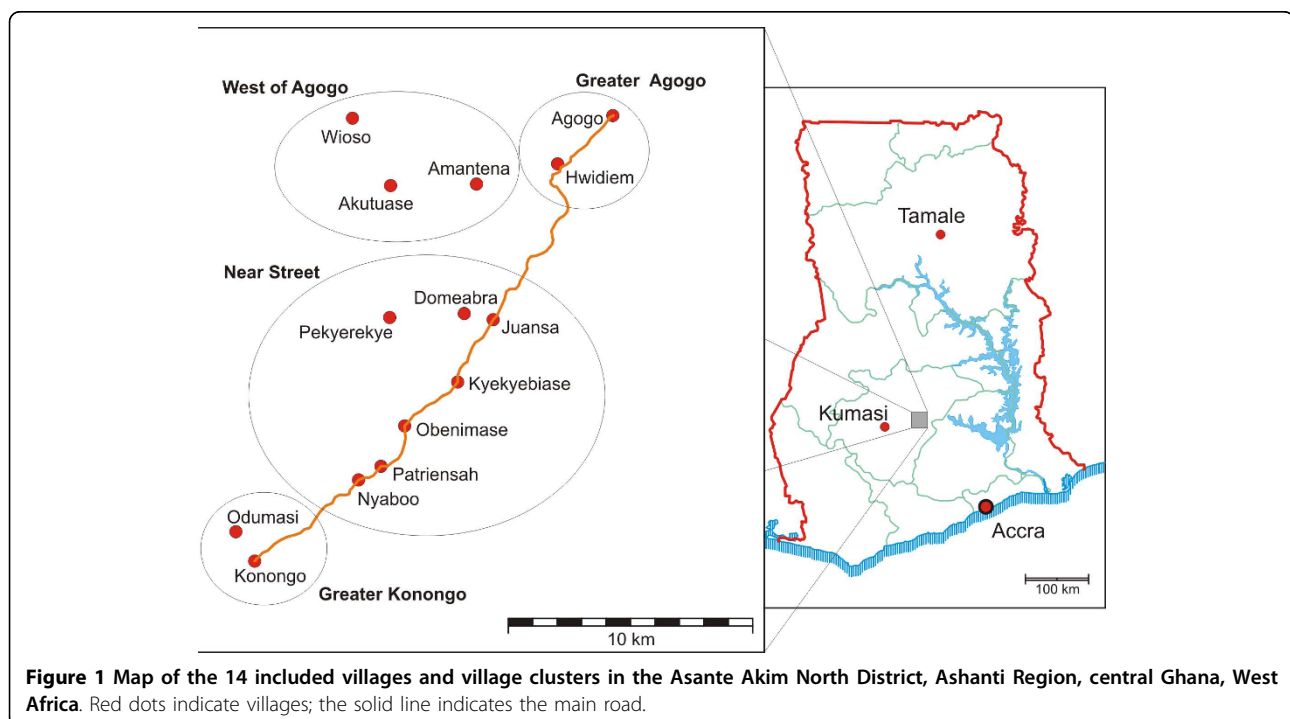 Greater Agogo
West of Agogo
Agogo
Wioso
Hwidiem
Amantena
Akutuase
Near Street
Domeabra
Pekyerekye
Juansa
Kyekyebiase
Obenimase
Patriensah
Nyaboo
Odumasi
Konongo
Greater Konongo
10 km
Tamale
Kumasi
Accra
100 km
Figure 1 Map of the 14 included villages and village clusters in the Asante Akim North District, Ashanti Region, central Ghana, West
Africa. Red dots indicate villages; the solid line indicates the main road.